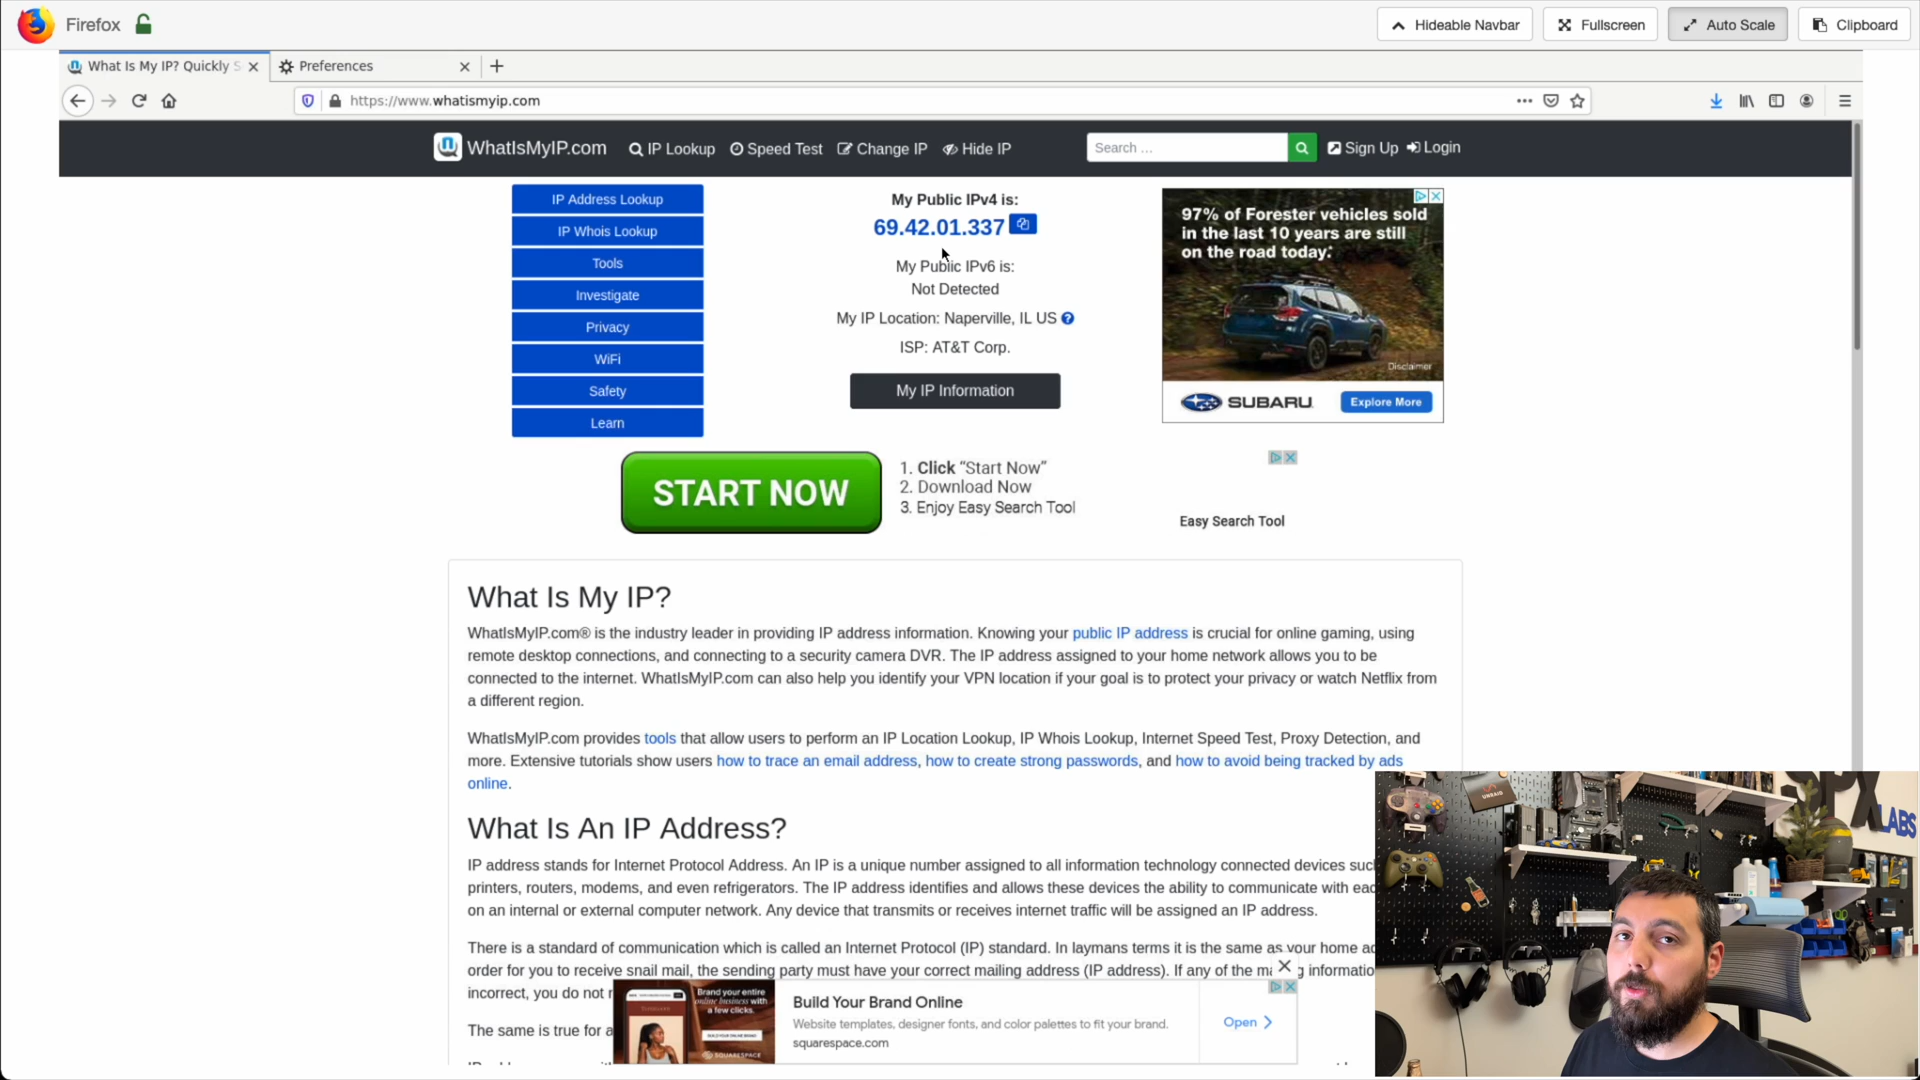 Firefox
Hideable Navbar
Fullscreen
Auto Scale
Clipboard
What Is My IP? Quickly S
Preferences
https://www.whatismyip.com
WhatIsMyIP.com
IP Lookup
Speed Test
Change IP
Hide IP
Search ...
Sign Up
Login
IP Address Lookup
IP Whois Lookup
Tools
Investigate
Privacy
WiFi
Safety
Learn
My Public IPv4 is:
69.42.01.337
My Public IPv6 is:
Not Detected
My IP Location: Naperville, IL US
ISP: AT&T Corp.
My IP Information
97% of Forester vehicles sold
in the last 10 years are still
on the road today.*
Disclaimer
SUBARU
Explore More
START NOW
1. Click “Start Now”
2. Download Now
3. Enjoy Easy Search Tool
Easy Search Tool
What Is My IP?
WhatIsMyIP.com® is the industry leader in providing IP address information. Knowing your public IP address is crucial for online gaming, using
remote desktop connections, and connecting to a security camera DVR. The IP address assigned to your home network allows you to be
connected to the internet. WhatIsMyIP.com can also help you identify your VPN location if your goal is to protect your privacy or watch Netflix from
a different region.
WhatIsMyIP.com provides tools that allow users to perform an IP Location Lookup, IP Whois Lookup, Internet Speed Test, Proxy Detection, and
more. Extensive tutorials show users how to trace an email address, how to create strong passwords, and how to avoid being tracked by ads
online.
What Is An IP Address?
IP address stands for Internet Protocol Address. An IP is a unique number assigned to all information technology connected devices suc
printers, routers, modems, and even refrigerators. The IP address identifies and allows these devices the ability to communicate with eac
on an internal or external computer network. Any device that transmits or receives internet traffic will be assigned an IP address.
There is a standard of communication which is called an Internet Protocol (IP) standard. In laymans terms it is the same as your home ad
order for you to receive snail mail, the sending party must have your correct mailing address (IP address). If any of the ma g informatio
incorrect, you do not r
The same is true for a
Brand your entire
online business with
a few clicks.
SQUARESPACE
Build Your Brand Online
Website templates, designer fonts, and color palettes to fit your brand.
squarespace.com
Open
UNRAID
SPX
LABS